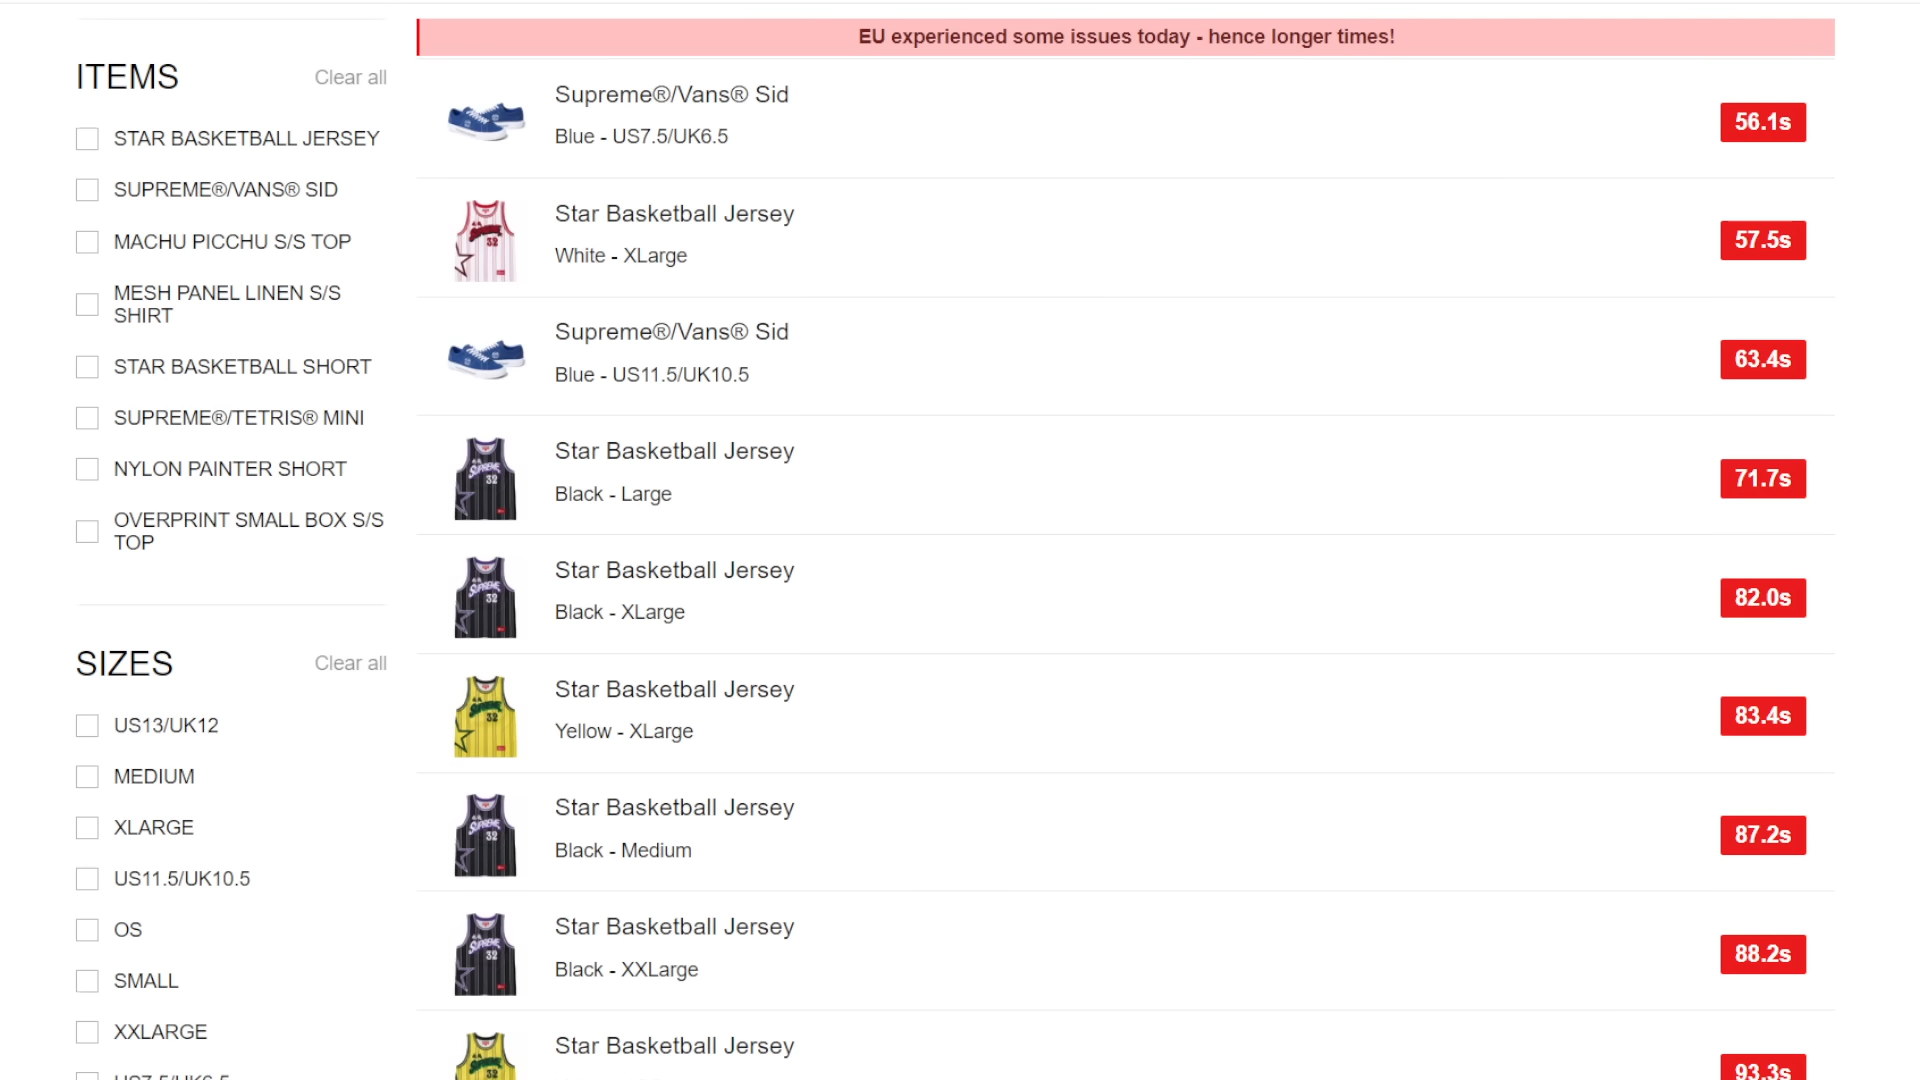 EU experienced some issues today - hence longer times!
ITEMS
Clear all
STAR BASKETBALL JERSEY
SUPREME®/VANS® SID
MACHU PICCHU S/S TOP
MESH PANEL LINEN S/S
SHIRT
STAR BASKETBALL SHORT
SUPREME®/TETRIS® MINI
NYLON PAINTER SHORT
OVERPRINT SMALL BOX S/S
TOP
SIZES
Clear all
US13/UK12
MEDIUM
XLARGE
US11.5/UK10.5
OS
SMALL
XXLARGE
US7.5/UK6.5
Supreme®/Vans® Sid
Blue - US7.5/UK6.5
56.1s
Star Basketball Jersey
White - XLarge
57.5s
Supreme®/Vans® Sid
Blue - US11.5/UK10.5
63.4s
Star Basketball Jersey
Black - Large
71.7s
Star Basketball Jersey
Black - XLarge
82.0s
Star Basketball Jersey
Yellow - XLarge
83.4s
Star Basketball Jersey
Black - Medium
87.2s
Star Basketball Jersey
Black - XXLarge
88.2s
Star Basketball Jersey
93.3s